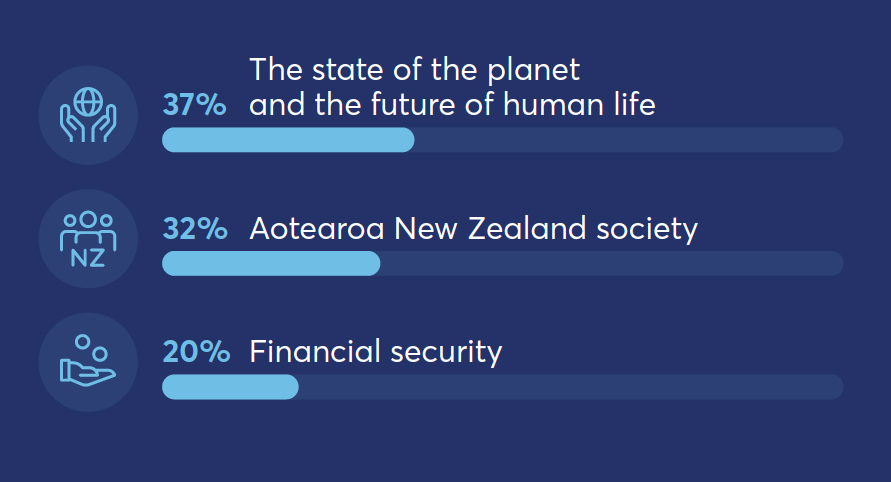 The state of the planet
37% and the future of human life
32% Aotearoa New Zealand society
NZ
20% Financial security